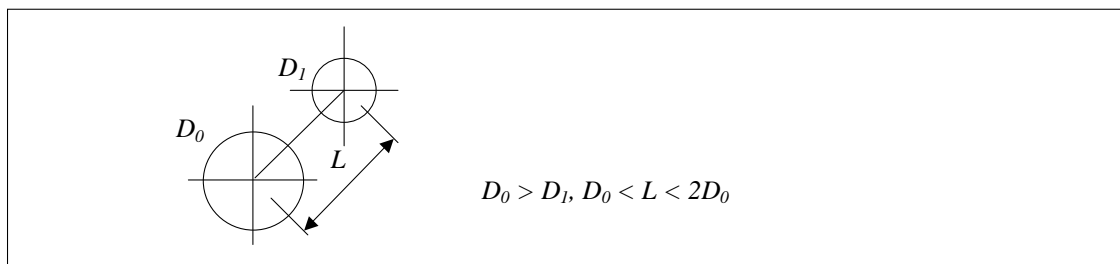 D₁
D₀
L
D₀ > D₁, D₀ < L < 2D₀